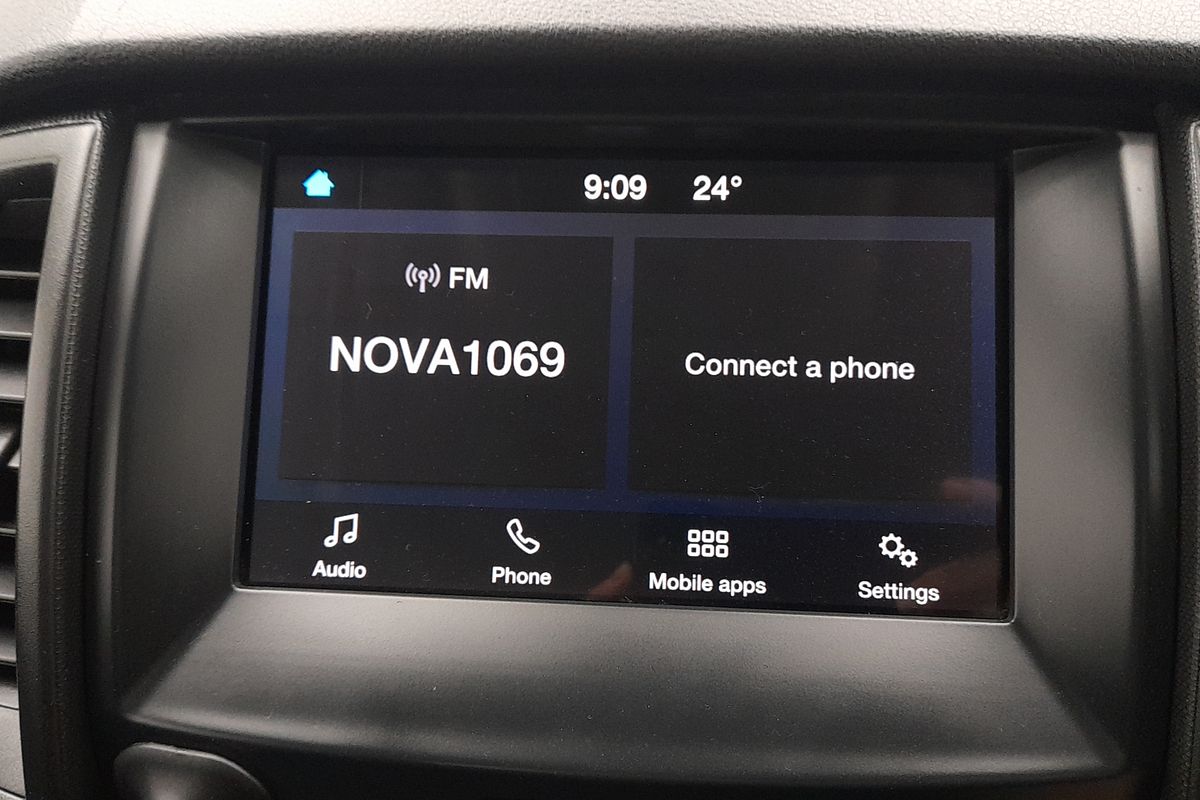 9:09 24°
FM
NOVA1069
Connect a phone
Audio
Phone
Mobile apps
Settings